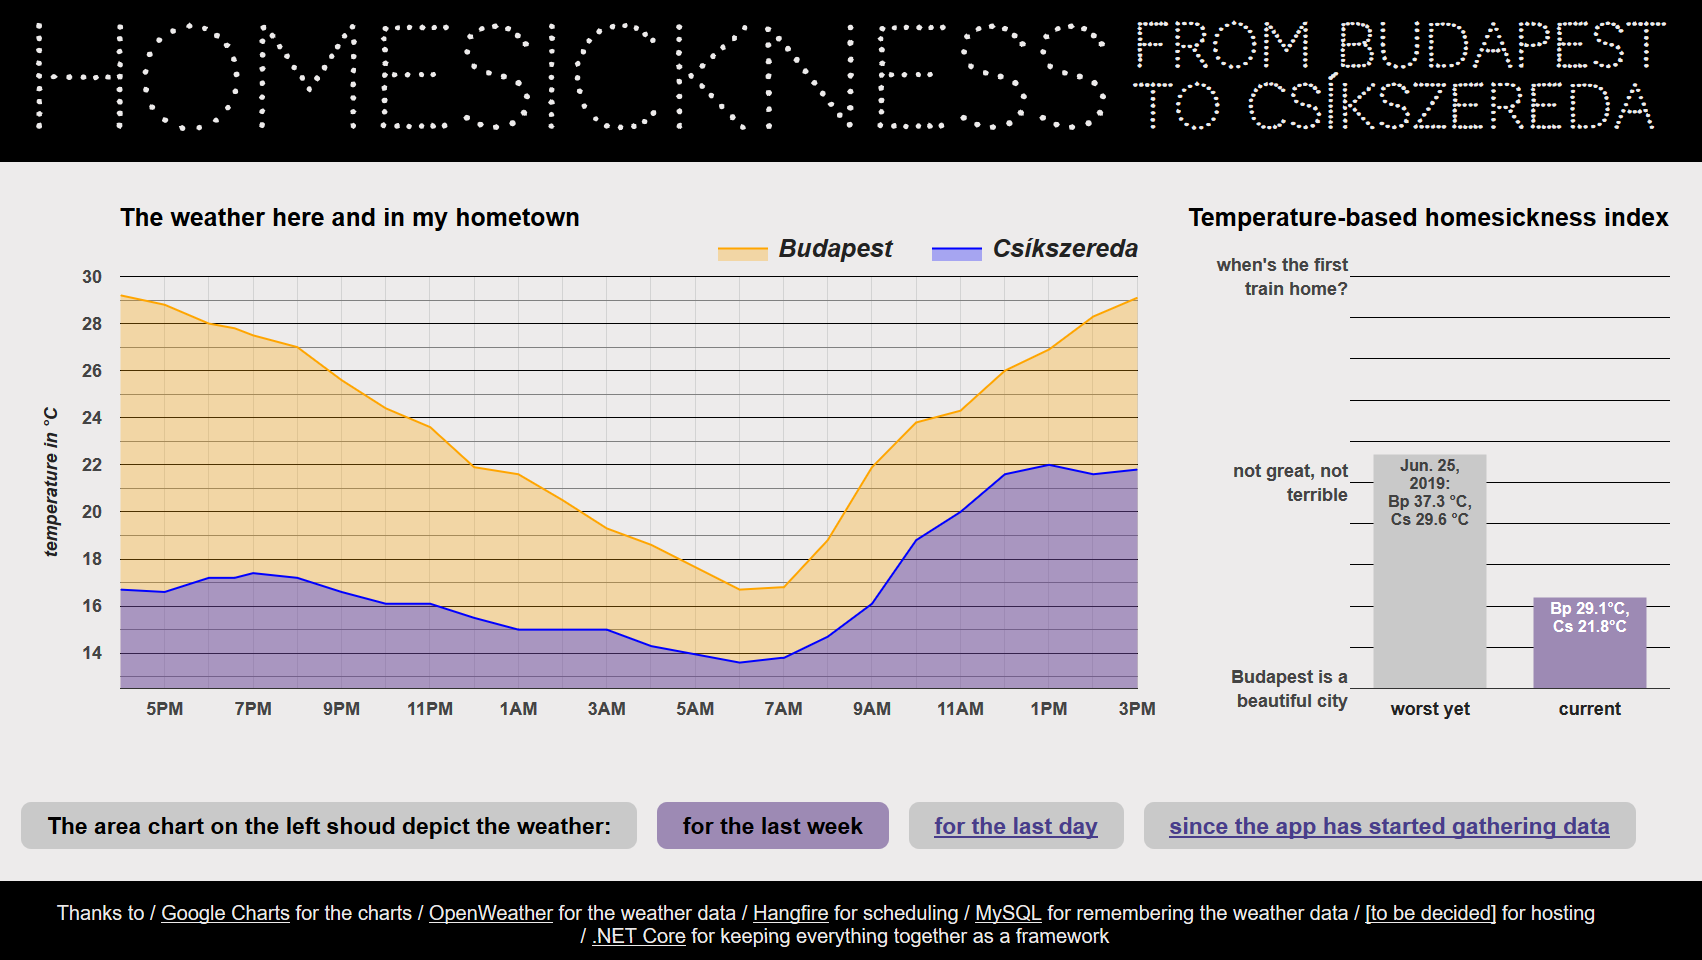 HOMESICKNESS
FROM BUDAPEST
TO CSÍKSZEREDA
The weather here and in my hometown
Budapest
Csíkszereda
temperature in °C
30
28
26
24
22
20
18
16
14
5PM
7PM
9PM
11PM
1AM
3AM
5AM
7AM
9AM
11AM
1PM
3PM
Temperature-based homesickness index
when's the first
train home?
not great, not
terrible
Budapest is a
beautiful city
Jun. 25,
2019:
Bp 37.3 °C,
Cs 29.6 °C
Bp 29.1°C,
Cs 21.8°C
worst yet
current
The area chart on the left shoud depict the weather:
for the last week
for the last day
since the app has started gathering data
Thanks to / Google Charts for the charts / OpenWeather for the weather data / Hangfire for scheduling / MySQL for remembering the weather data / [to be decided] for hosting
/ .NET Core for keeping everything together as a framework